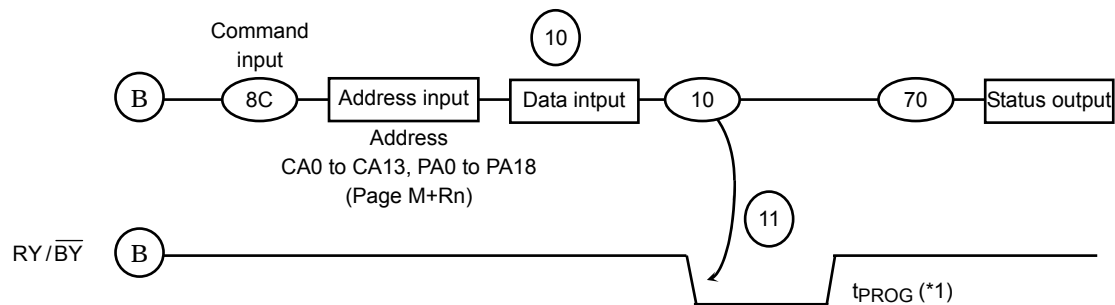 Command
input
10
B
8C
Address input
Data intput
10
70
Status output
Address
CA0 to CA13, PA0 to PA18
(Page M+Rn)
11
RY/BY
B
tPROG (*1)